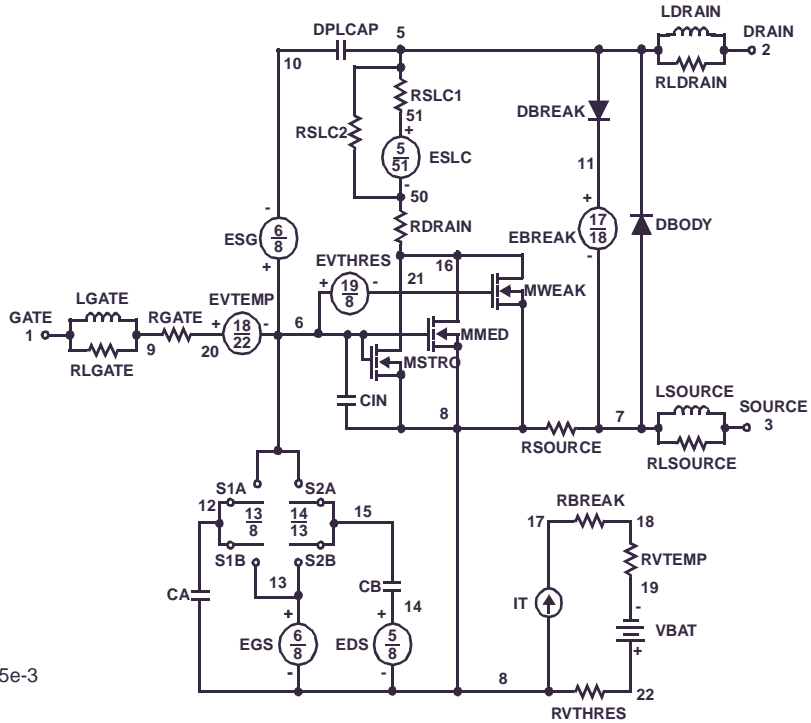 LDRAIN
DPLCAP 5 DRAIN
10 2
RLDRAIN
RSLC1
51
DBREAK
RSLC2
+
5
51
ESLC
11
-
50
+
-
17
18
DBODY
RDRAIN
6
8
ESG
EBREAK
EVTHRES
+
16
-
21
+ 19 -
8
MWEAK
LGATE
EVTEMP
GATE RGATE + 18 - 6
22
MMED
1 9 20
MSTRO
RLGATE
LSOURCE
CIN
8 7 SOURCE
3
RSOURCE
RLSOURCE
S1A S2A
12 13
8
14
13
15
RBREAK
17 18
S1B S2B
RVTEMP
13 CB
CA 19
IT
14
-
+ +
VBAT
EGS 6
8
EDS 5
8
+
- -
8
5e-3
22
RVTHRES